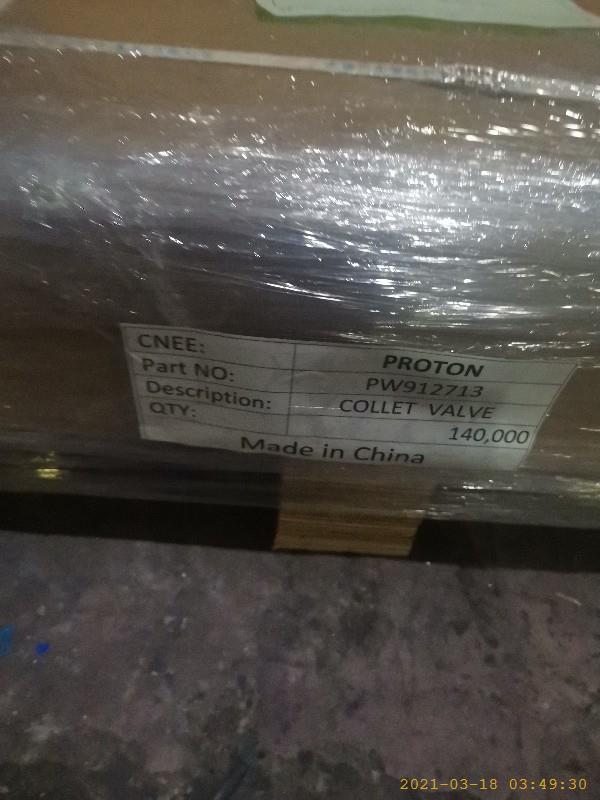 CNEE: PROTON
Part NO: PW912713
Description: COLLET VALVE
QTY: 140,000
Made in China
2021-03-18 03:49:30